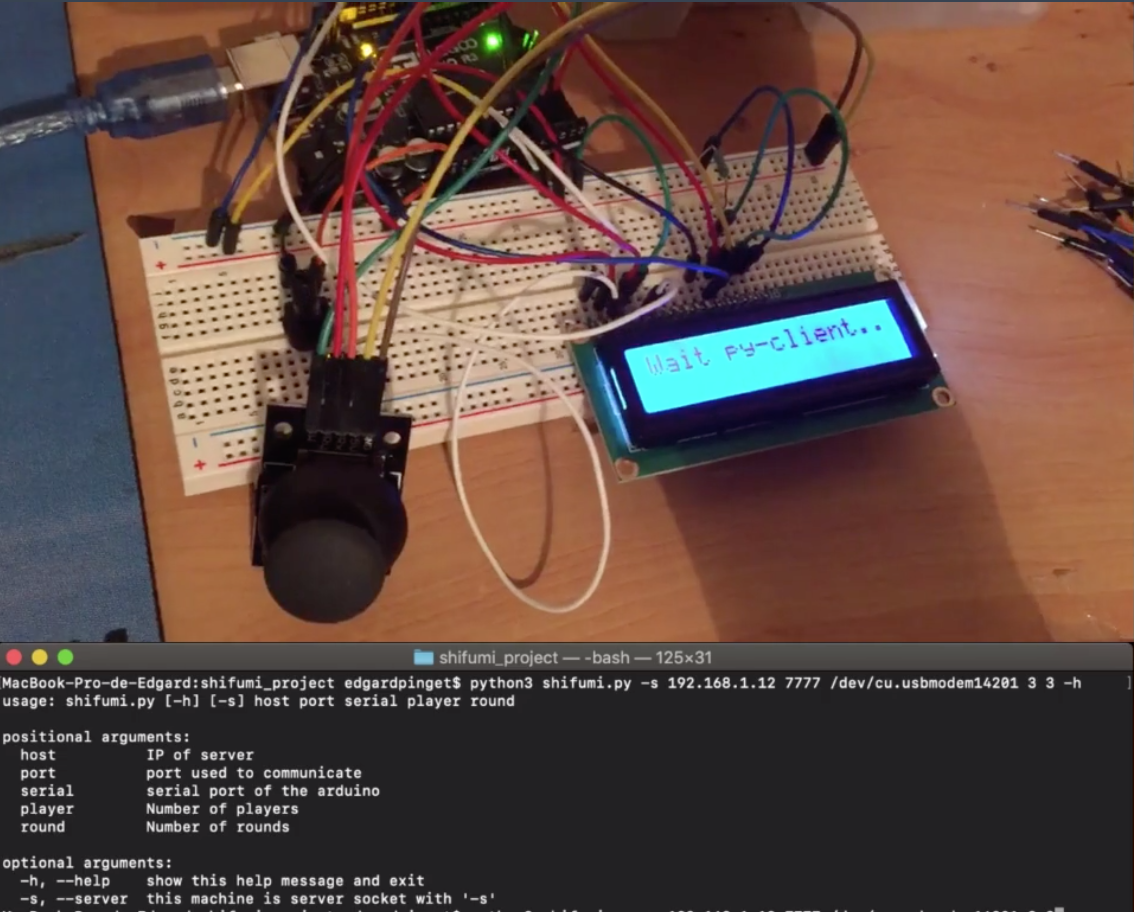 Wait py-client..
shifumi_project — -bash — 125×31
[MacBook-Pro-de-Edgard:shifumi_project edgardpinget$ python3 shifumi.py -s 192.168.1.12 7777 /dev/cu.usbmodem14201 3 3 -h ]
usage: shifumi.py [-h] [-s] host port serial player round
positional arguments:
host IP of server
port port used to communicate
serial serial port of the arduino
player Number of players
round Number of rounds
optional arguments:
-h, --help show this help message and exit
-s, --server this machine is server socket with '-s'